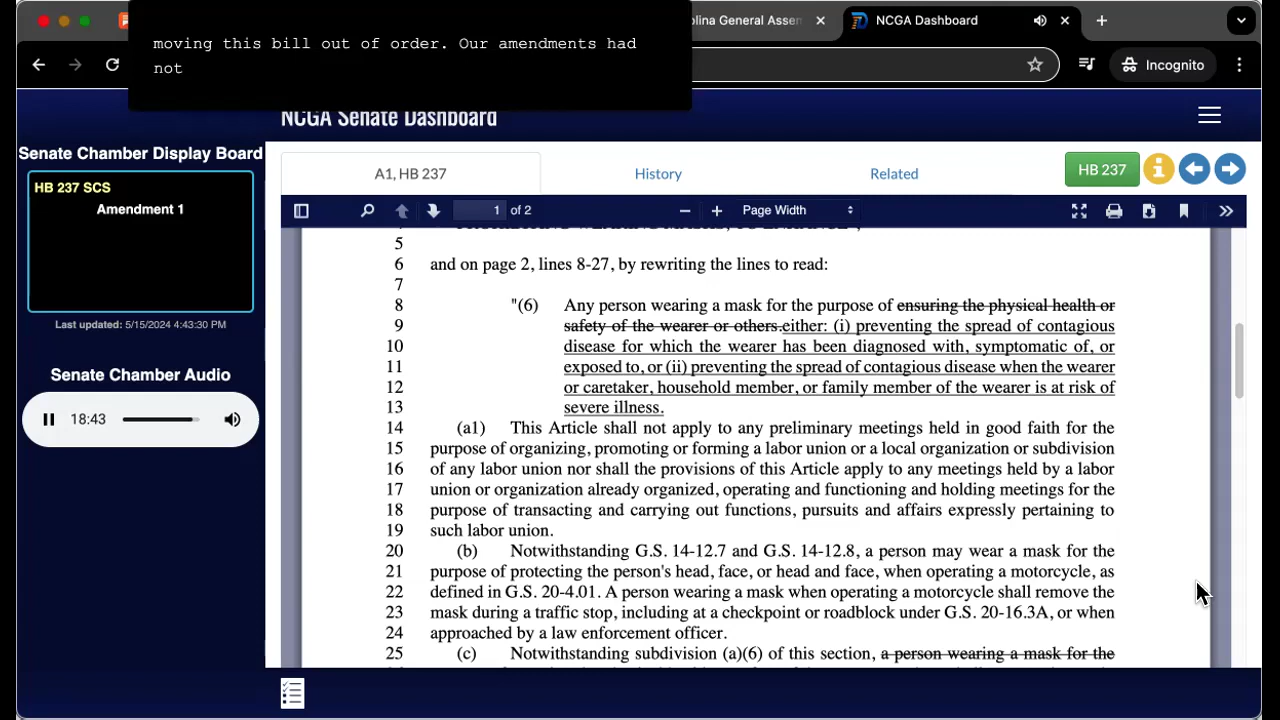 moving this bill out of order. Our amendments had
not
olina General Assem
NCGA Dashboard
Incognito
NCGA Senate Dashboard
Senate Chamber Display Board
HB 237 SCS
Amendment 1
Last updated: 5/15/2024 4:43:30 PM
Senate Chamber Audio
18:43
A1, HB 237
History
Related
HB 237
1 of 2
Page Width
5
6 and on page 2, lines 8-27, by rewriting the lines to read:
7
8 "(6) Any person wearing a mask for the purpose of ensuring the physical health or
9 safety of the wearer or others.either: (i) preventing the spread of contagious
10 disease for which the wearer has been diagnosed with, symptomatic of, or
11 exposed to, or (ii) preventing the spread of contagious disease when the wearer
12 or caretaker, household member, or family member of the wearer is at risk of
13 severe illness.
14 (a1) This Article shall not apply to any preliminary meetings held in good faith for the
15 purpose of organizing, promoting or forming a labor union or a local organization or subdivision
16 of any labor union nor shall the provisions of this Article apply to any meetings held by a labor
17 union or organization already organized, operating and functioning and holding meetings for the
18 purpose of transacting and carrying out functions, pursuits and affairs expressly pertaining to
19 such labor union.
20 (b) Notwithstanding G.S. 14-12.7 and G.S. 14-12.8, a person may wear a mask for the
21 purpose of protecting the person's head, face, or head and face, when operating a motorcycle, as
22 defined in G.S. 20-4.01. A person wearing a mask when operating a motorcycle shall remove the
23 mask during a traffic stop, including at a checkpoint or roadblock under G.S. 20-16.3A, or when
24 approached by a law enforcement officer.
25 (c) Notwithstanding subdivision (a)(6) of this section, a person wearing a mask for the